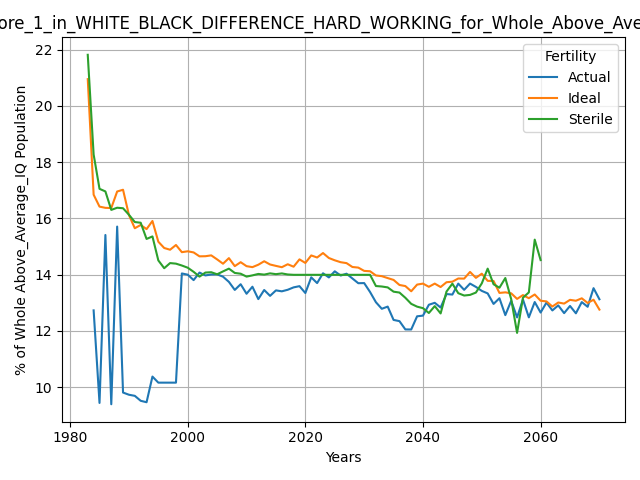 ore_1_in_WHITE_BLACK_DIFFERENCE_HARD_WORKING_for_Whole_Above_Ave
% of Whole Above_Average_IQ Population
22
20
18
16
14
12
10
Fertility
Actual
Ideal
Sterile
1980
2000
2020
2040
2060
Years